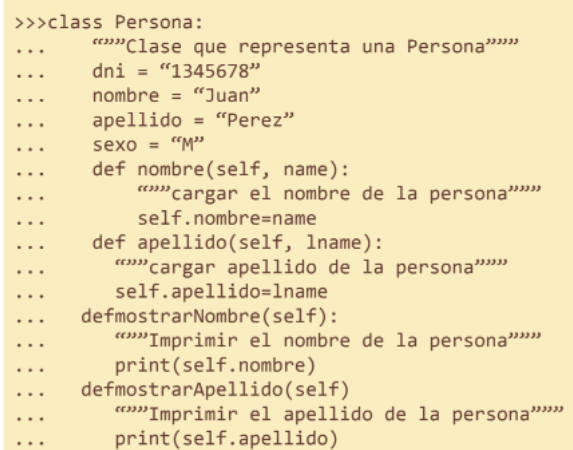 >>>class Persona:
...     “””Clase que representa una Persona”””
...     dni = “1345678”
...     nombre = “Juan”
...     apellido = “Perez”
...     sexo = “M”
...     def nombre(self, name):
...         “””cargar el nombre de la persona”””
...         self.nombre=name
...     def apellido(self, lname):
...       “””cargar apellido de la persona”””
...       self.apellido=lname
...    defmostrarNombre(self):
...       “””Imprimir el nombre de la persona”””
...       print(self.nombre)
...    defmostrarApellido(self)
...       “””Imprimir el apellido de la persona”””
...       print(self.apellido)